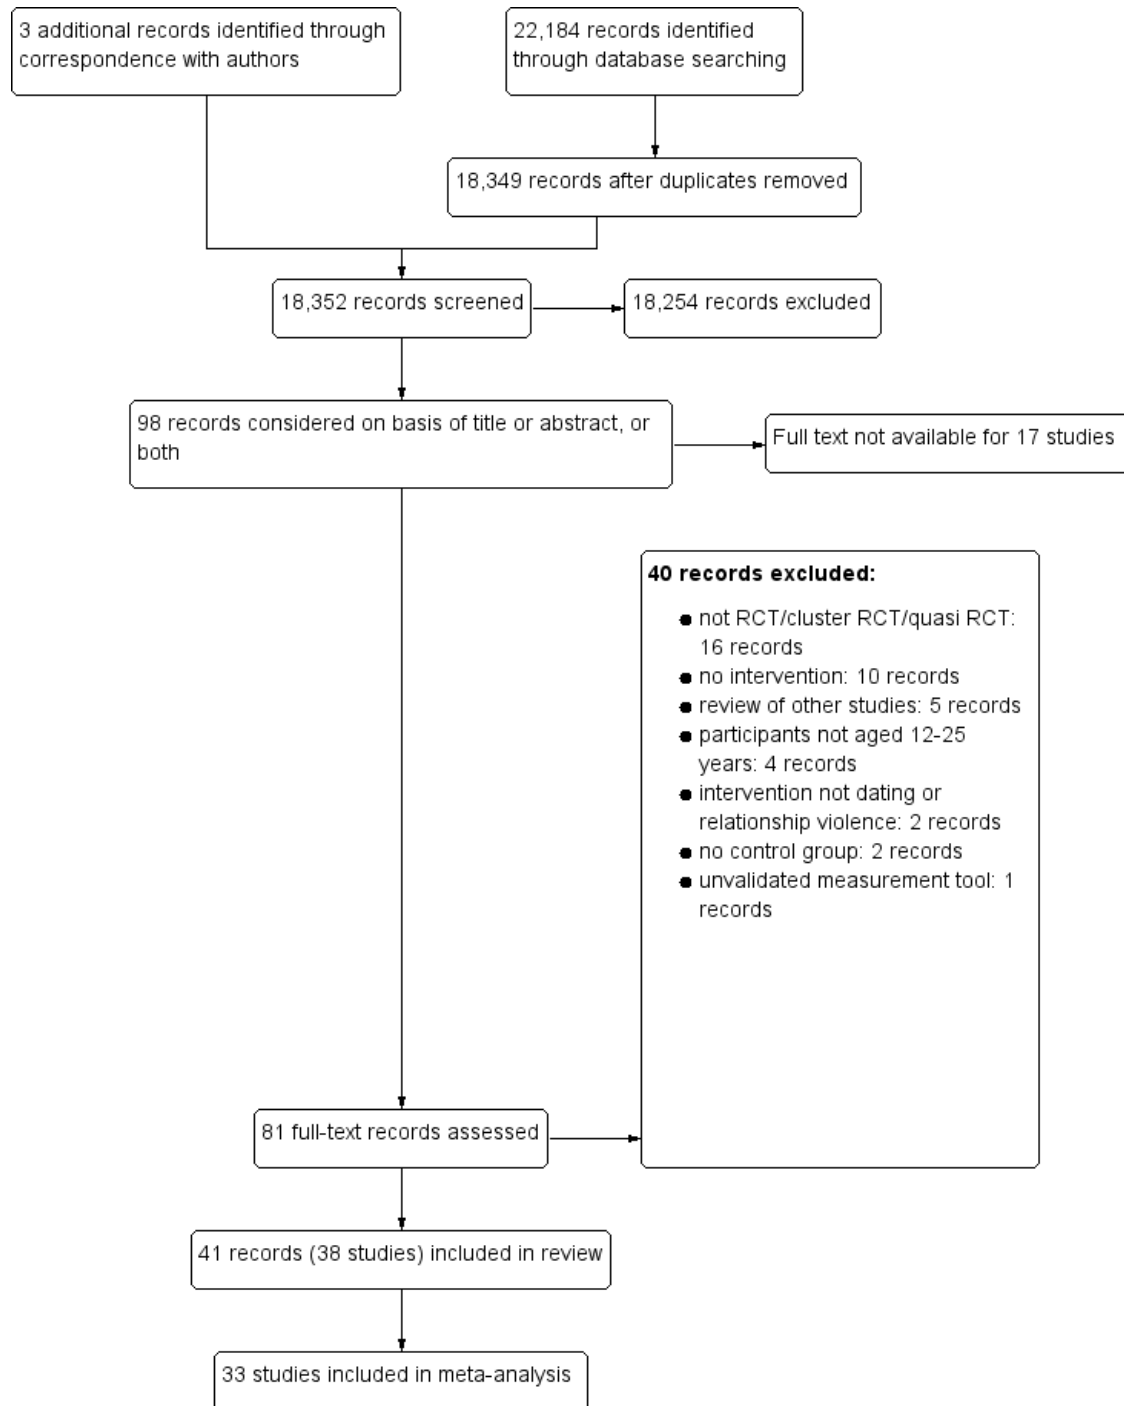 3 additional records identified through
correspondence with authors
22,184 records identified
through database searching
18,349 records after duplicates removed
18,352 records screened
18,254 records excluded
98 records considered on basis of title or abstract, or
both
Full text not available for 17 studies
40 records excluded:
● not RCT/cluster RCT/quasi RCT:
16 records
● no intervention: 10 records
● review of other studies: 5 records
● participants not aged 12-25
years: 4 records
● intervention not dating or
relationship violence: 2 records
● no control group: 2 records
● unvalidated measurement tool: 1
records
81 full-text records assessed
41 records (38 studies) included in review
33 studies included in meta-analysis